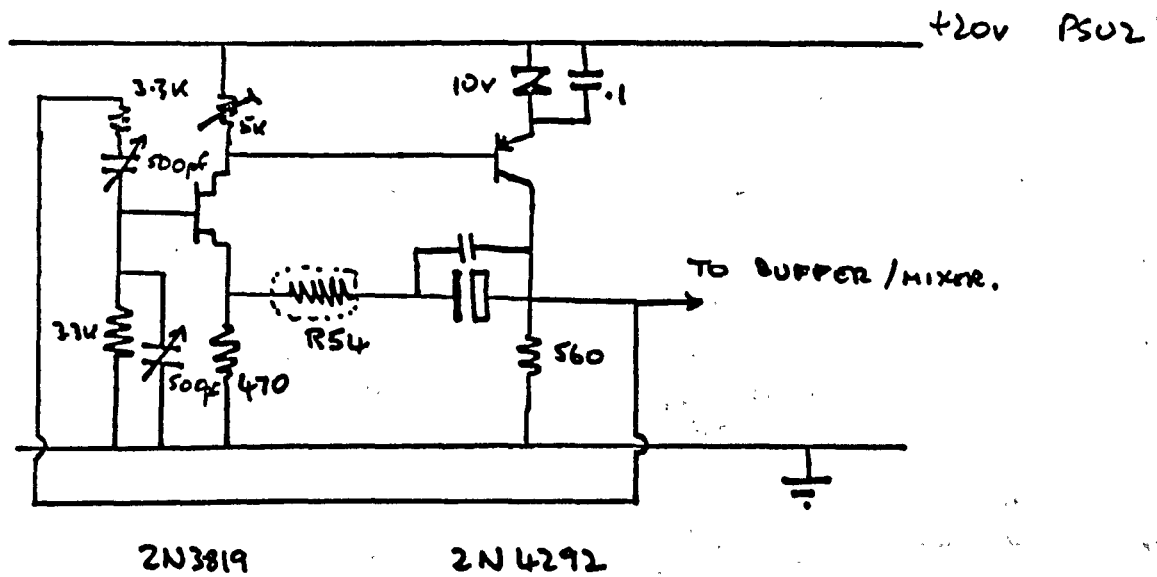 +20v PSU2
3.3K
5K
10v
.1
500pf
TO BUFFER/MIXER.
33K
R54
500pf
470
560
2N3819
2N4292